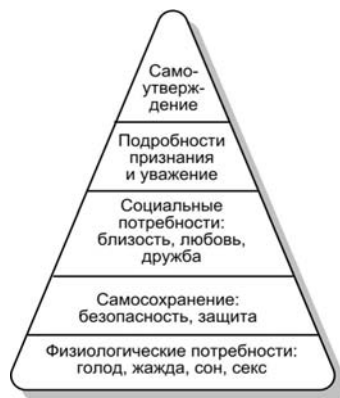 Само-
утверж-
дение
Подробности
признания
и уважение
Социальные
потребности:
близость, любовь,
дружба
Самосохранение:
безопасность, защита
Физиологические потребности:
голод, жажда, сон, секс